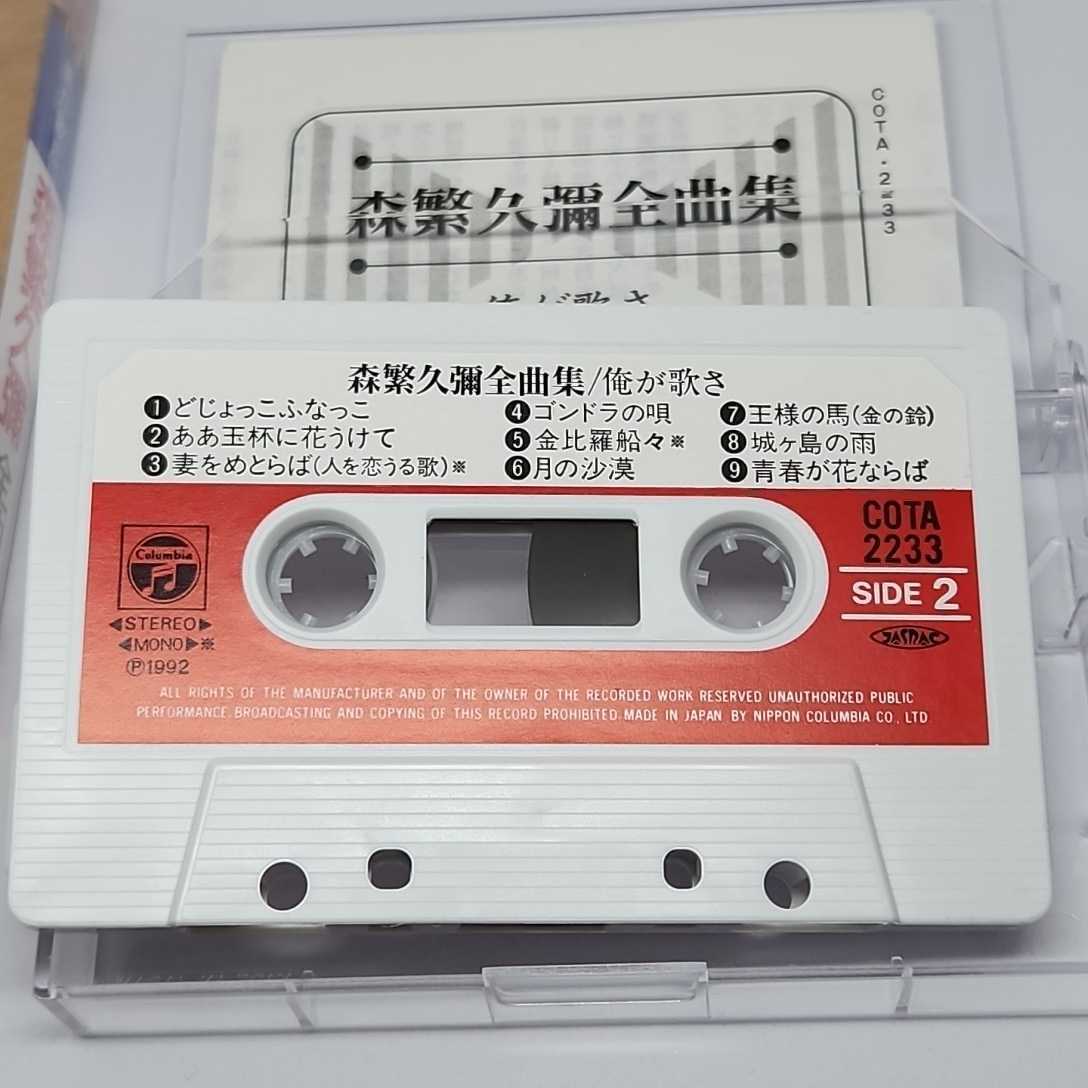 COTA・2233
森繁久彌全曲集
俺が歌さ
森繁久彌全曲集/俺が歌さ
❶どじょっこふなっこ
❷ああ玉杯に花うけて
❸妻をめとらば(人を恋うる歌)※
❹ゴンドラの唄
❺金比羅船々※
❻月の沙漠
❼王様の馬(金の鈴)
❽城ヶ島の雨
❾青春が花ならば
Columbia
◀STEREO▶
◀MONO▶※
Ⓟ1992
COTA
2233
SIDE 2
JASRAC
ALL RIGHTS OF THE MANUFACTURER AND OF THE OWNER OF THE RECORDED WORK RESERVED UNAUTHORIZED PUBLIC
PERFORMANCE. BROADCASTING AND COPYING OF THIS RECORD PROHIBITED. MADE IN JAPAN BY NIPPON COLUMBIA CO., LTD